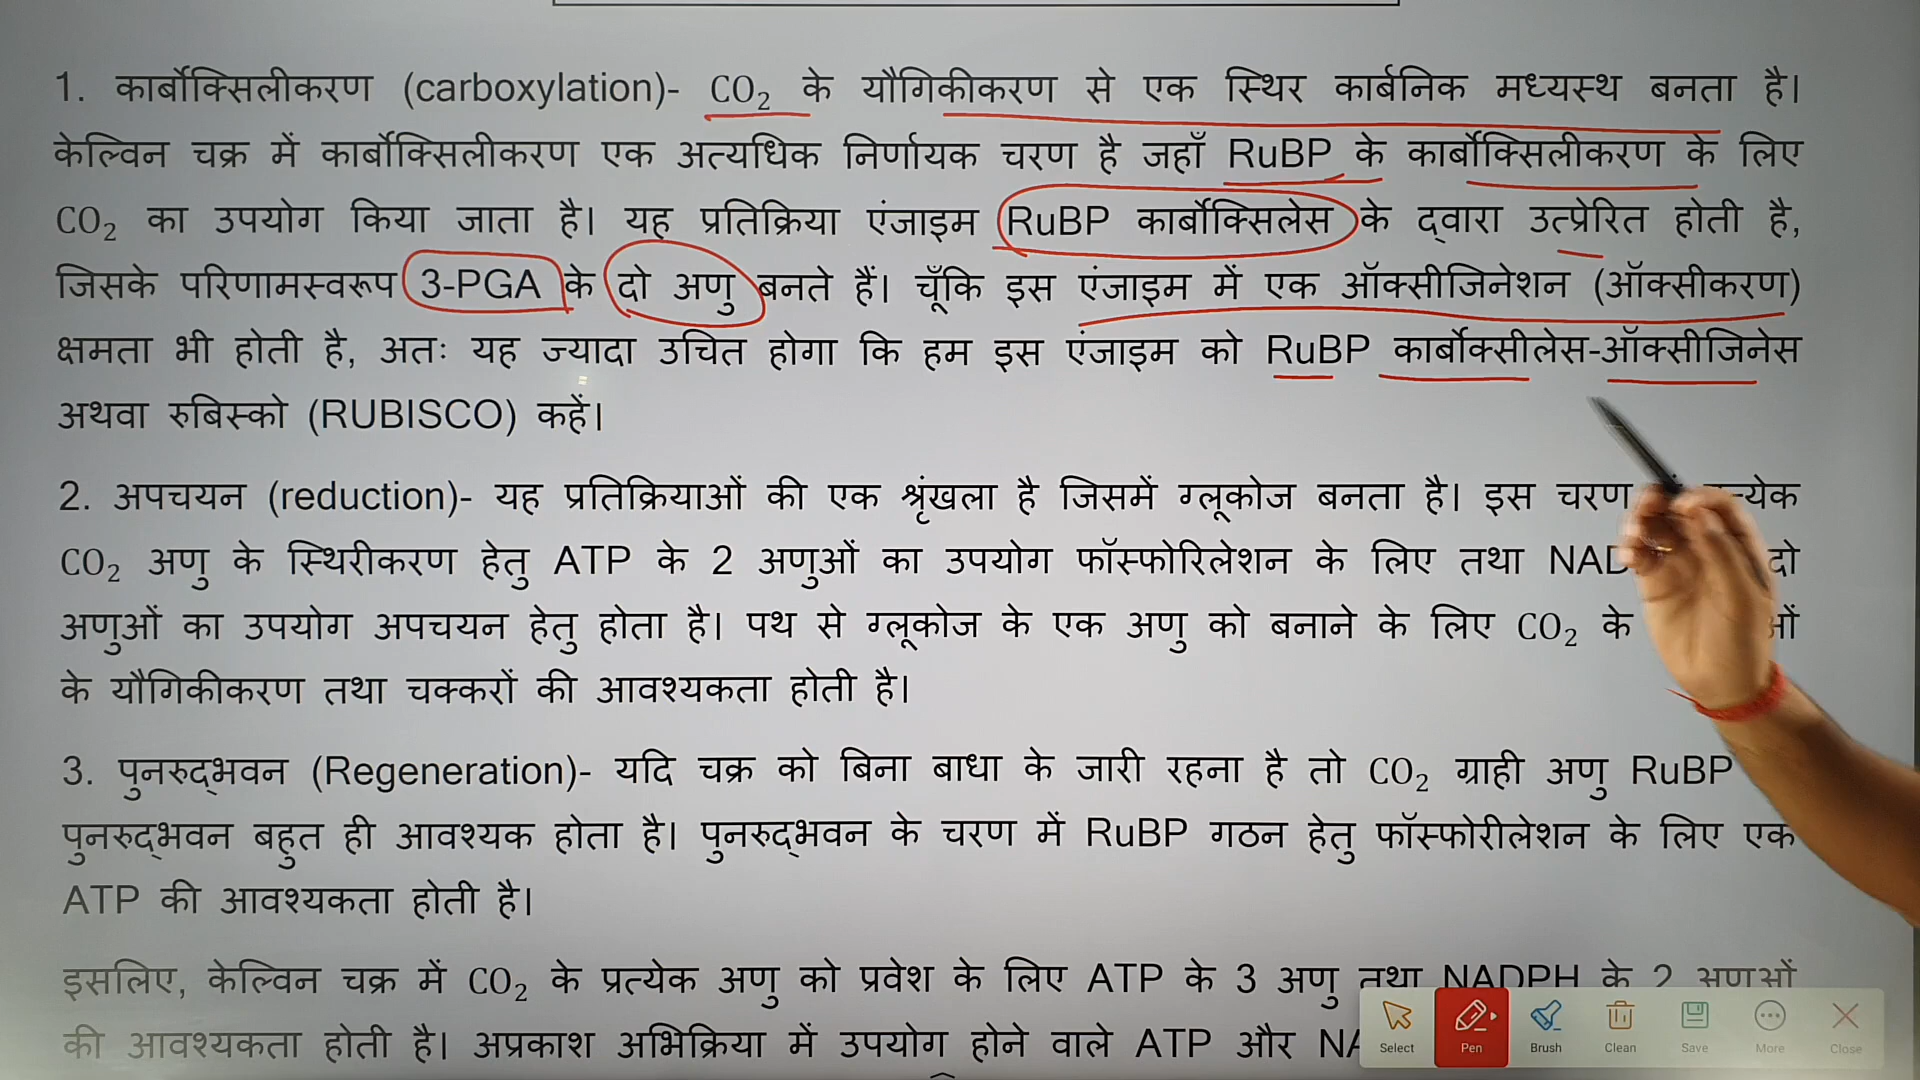 1. कार्बोक्सिलीकरण (carboxylation)- CO₂ के यौगिकीकरण से एक स्थिर कार्बनिक मध्यस्थ बनता है।
केल्विन चक्र में कार्बोक्सिलीकरण एक अत्यधिक निर्णायक चरण है जहाँ RuBP के कार्बोक्सिलीकरण के लिए
CO₂ का उपयोग किया जाता है। यह प्रतिक्रिया एंजाइम RuBP कार्बोक्सिलेस के द्वारा उत्प्रेरित होती है,
जिसके परिणामस्वरूप 3-PGA के दो अणु बनते हैं। चूँकि इस एंजाइम में एक ऑक्सीजिनेशन (ऑक्सीकरण)
क्षमता भी होती है, अतः यह ज्यादा उचित होगा कि हम इस एंजाइम को RuBP कार्बोक्सीलेस-ऑक्सीजिनेस
अथवा रुबिस्को (RUBISCO) कहें।
2. अपचयन (reduction)- यह प्रतिक्रियाओं की एक श्रृंखला है जिसमें ग्लूकोज बनता है। इस चरण
CO₂ अणु के स्थिरीकरण हेतु ATP के 2 अणुओं का उपयोग फॉस्फोरिलेशन के लिए तथा दो
अणुओं का उपयोग अपचयन हेतु होता है। पथ से ग्लूकोज के एक अणु को बनाने के लिए CO₂ के
के यौगिकीकरण तथा चक्करों की आवश्यकता होती है।
3. पुनरुद्भवन (Regeneration)- यदि चक्र को बिना बाधा के जारी रहना है तो CO₂ ग्राही अणु RuBP
पुनरुद्भवन बहुत ही आवश्यक होता है। पुनरुद्भवन के चरण में RuBP गठन हेतु फॉस्फोरीलेशन के लिए एक
ATP की आवश्यकता होती है।
इसलिए, केल्विन चक्र में CO₂ के प्रत्येक अणु को प्रवेश के लिए ATP के 3 अणु तथा NADPH के 2 अणुओं
की आवश्यकता होती है। अप्रकाश अभिक्रिया में उपयोग होने वाले ATP और
Select Pen Brush Clean Save More Close